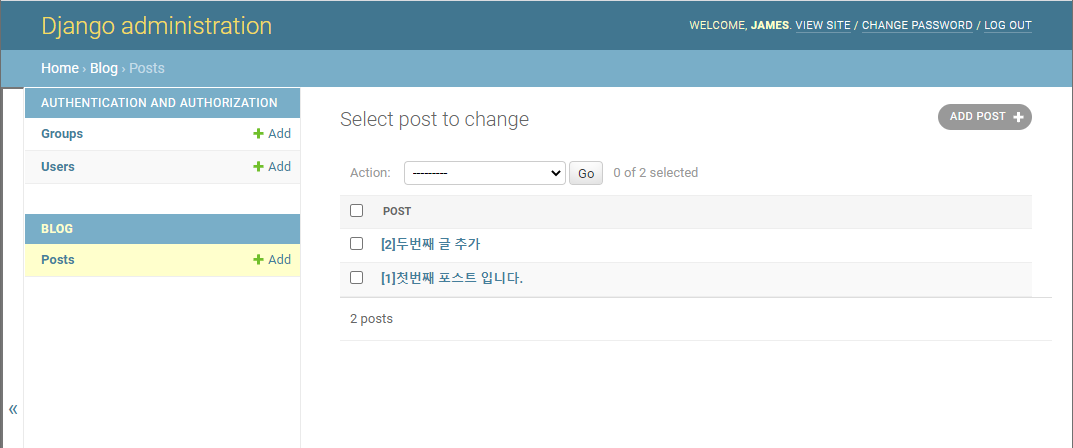 Django administration
WELCOME, JAMES. VIEW SITE / CHANGE PASSWORD / LOG OUT
Home › Blog › Posts
AUTHENTICATION AND AUTHORIZATION
Groups + Add
Users + Add
BLOG
Posts + Add
«
Select post to change
ADD POST +
Action: --------- Go 0 of 2 selected
POST
[2]두번째 글 추가
[1]첫번째 포스트 입니다.
2 posts